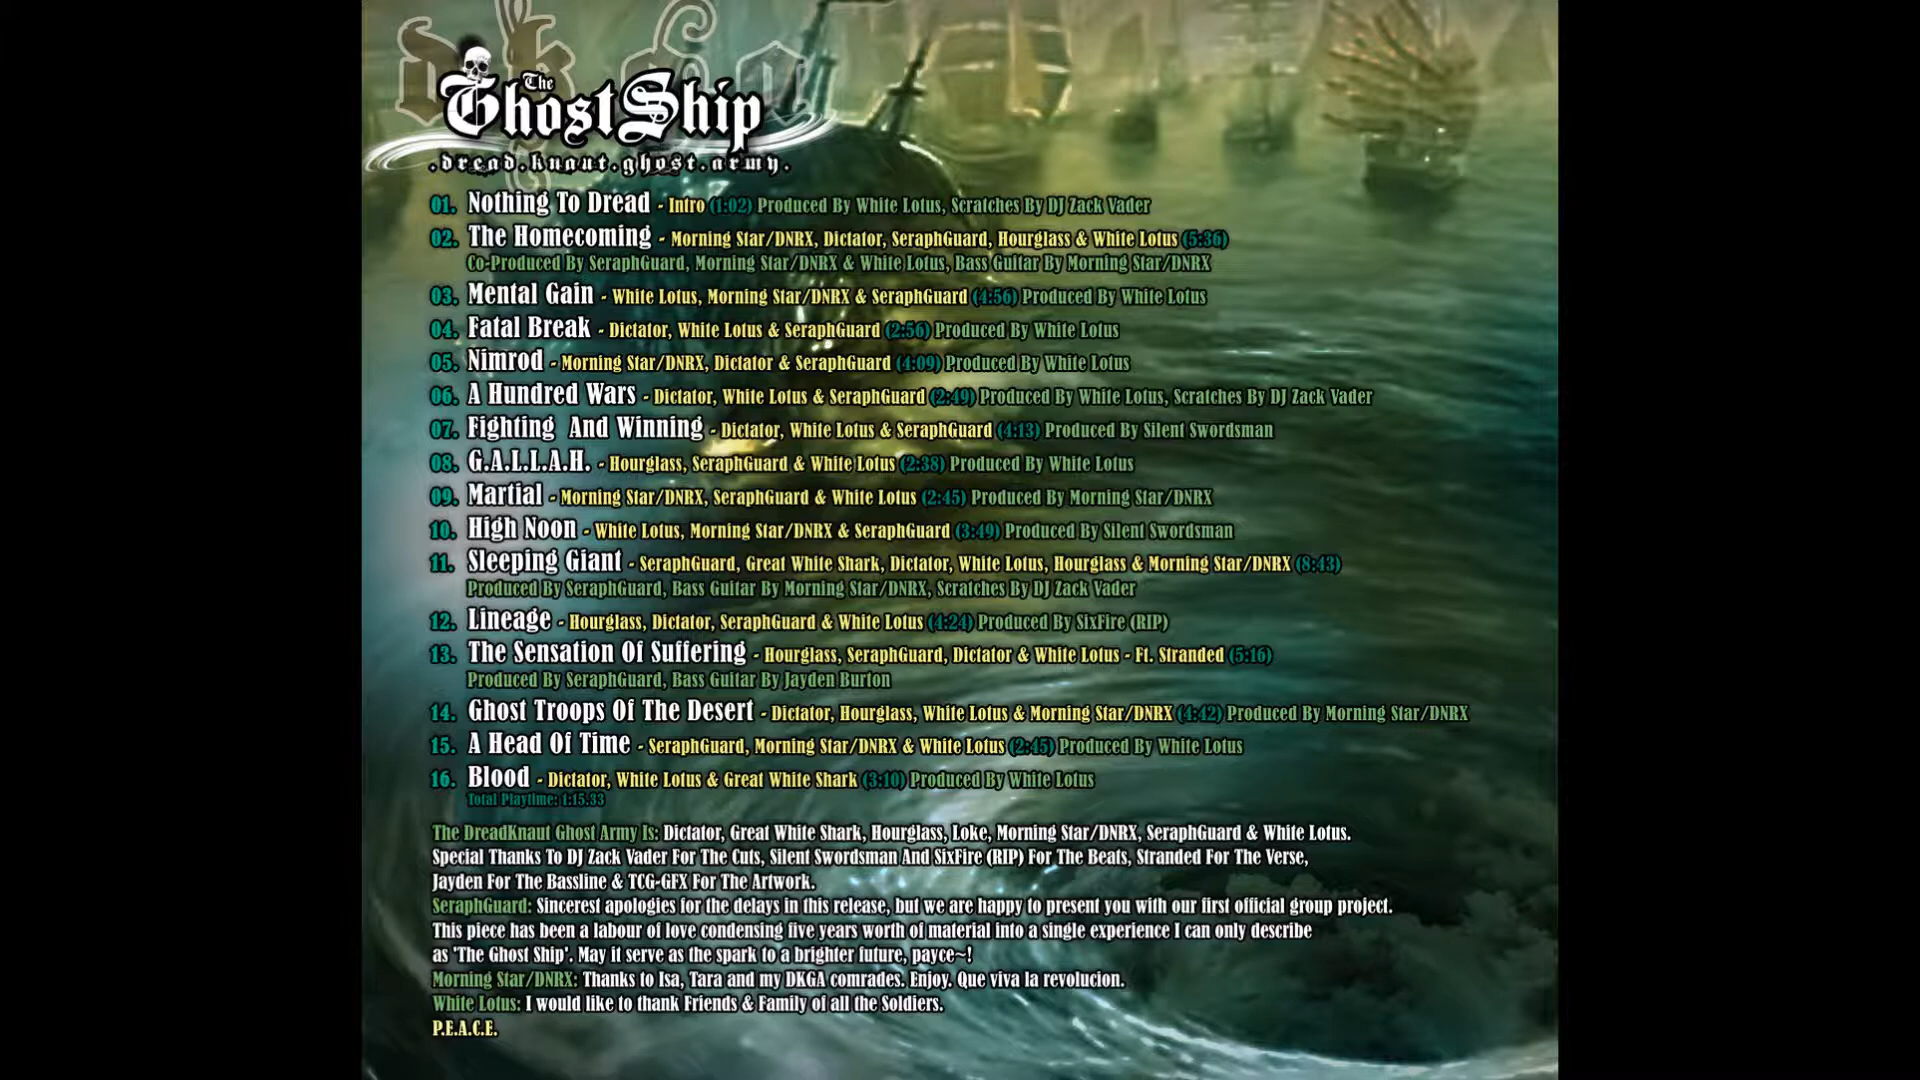 dkga
The GhostShip
.dread.knaut.ghost.army.
01. Nothing To Dread - Intro (1:02) Produced By White Lotus, Scratches By DJ Zack Vader
02. The Homecoming - Morning Star/DNRX, Dictator, SeraphGuard, Hourglass & White Lotus (5:36)
Co-Produced By SeraphGuard, Morning Star/DNRX & White Lotus, Bass Guitar By Morning Star/DNRX
03. Mental Gain - White Lotus, Morning Star/DNRX & SeraphGuard (4:56) Produced By White Lotus
04. Fatal Break - Dictator, White Lotus & SeraphGuard (2:56) Produced By White Lotus
05. Nimrod - Morning Star/DNRX, Dictator & SeraphGuard (4:09) Produced By White Lotus
06. A Hundred Wars - Dictator, White Lotus & SeraphGuard (2:49) Produced By White Lotus, Scratches By DJ Zack Vader
07. Fighting And Winning - Dictator, White Lotus & SeraphGuard (4:13) Produced By Silent Swordsman
08. G.A.L.L.A.H. - Hourglass, SeraphGuard & White Lotus (2:38) Produced By White Lotus
09. Martial - Morning Star/DNRX, SeraphGuard & White Lotus (2:45) Produced By Morning Star/DNRX
10. High Noon - White Lotus, Morning Star/DNRX & SeraphGuard (3:49) Produced By Silent Swordsman
11. Sleeping Giant - SeraphGuard, Great White Shark, Dictator, White Lotus, Hourglass & Morning Star/DNRX (8:43)
Produced By SeraphGuard, Bass Guitar By Morning Star/DNRX, Scratches By DJ Zack Vader
12. Lineage - Hourglass, Dictator, SeraphGuard & White Lotus (4:24) Produced By SixFire (RIP)
13. The Sensation Of Suffering - Hourglass, SeraphGuard, Dictator & White Lotus - Ft. Stranded (5:16)
Produced By SeraphGuard, Bass Guitar By Jayden Burton
14. Ghost Troops Of The Desert - Dictator, Hourglass, White Lotus & Morning Star/DNRX (4:42) Produced By Morning Star/DNRX
15. A Head Of Time - SeraphGuard, Morning Star/DNRX & White Lotus (2:45) Produced By White Lotus
16. Blood - Dictator, White Lotus & Great White Shark (3:10) Produced By White Lotus
Total Playtime: 1:15.33
The DreadKnaut Ghost Army Is: Dictator, Great White Shark, Hourglass, Loke, Morning Star/DNRX, SeraphGuard & White Lotus.
Special Thanks To DJ Zack Vader For The Cuts, Silent Swordsman And SixFire (RIP) For The Beats, Stranded For The Verse,
Jayden For The Bassline & TCG-GFX For The Artwork.
SeraphGuard: Sincerest apologies for the delays in this release, but we are happy to present you with our first official group project.
This piece has been a labour of love condensing five years worth of material into a single experience I can only describe
as 'The Ghost Ship'. May it serve as the spark to a brighter future, payce~!
Morning Star/DNRX: Thanks to Isa, Tara and my DKGA comrades. Enjoy. Que viva la revolucion.
White Lotus: I would like to thank Friends & Family of all the Soldiers.
P.E.A.C.E.